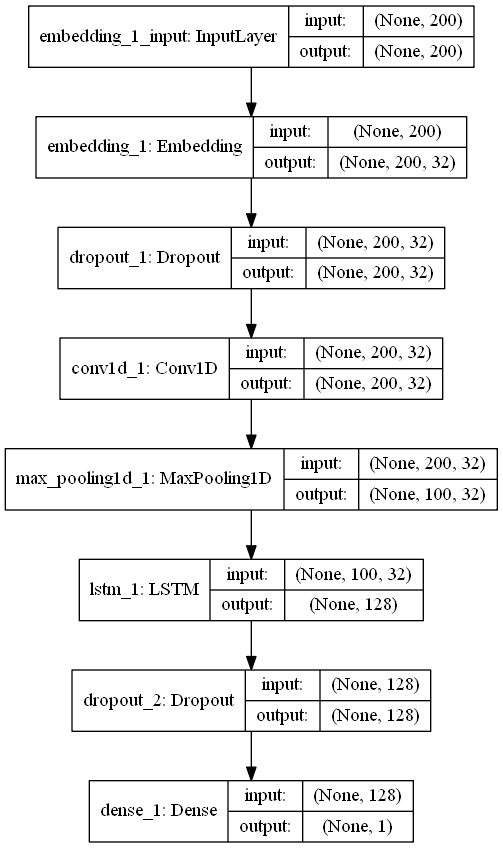 embedding_1_input: InputLayer
input: (None, 200)
output: (None, 200)
embedding_1: Embedding
input: (None, 200)
output: (None, 200, 32)
dropout_1: Dropout
input: (None, 200, 32)
output: (None, 200, 32)
conv1d_1: Conv1D
input: (None, 200, 32)
output: (None, 200, 32)
max_pooling1d_1: MaxPooling1D
input: (None, 200, 32)
output: (None, 100, 32)
lstm_1: LSTM
input: (None, 100, 32)
output: (None, 128)
dropout_2: Dropout
input: (None, 128)
output: (None, 128)
dense_1: Dense
input: (None, 128)
output: (None, 1)